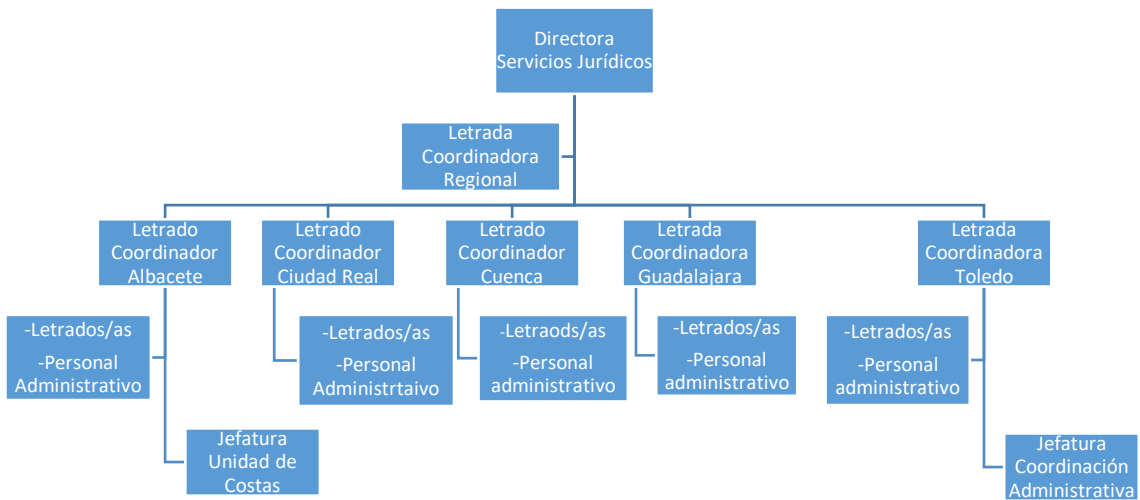 Directora
Servicios Jurídicos
Letrada
Coordinadora
Regional
Letrado
Coordinador
Albacete
Letrado
Coordinador
Ciudad Real
Letrado
Coordinador
Cuenca
Letrada
Coordinadora
Guadalajara
Letrada
Coordinadora
Toledo
-Letrados/as
-Personal
Administrativo
-Letrados/as
-Personal
Administrtaivo
-Letraods/as
-Personal
administrativo
-Letrados/as
-Personal
administrativo
-Letrados/as
-Personal
administrativo
Jefatura
Unidad de
Costas
Jefatura
Coordinación
Administrativa